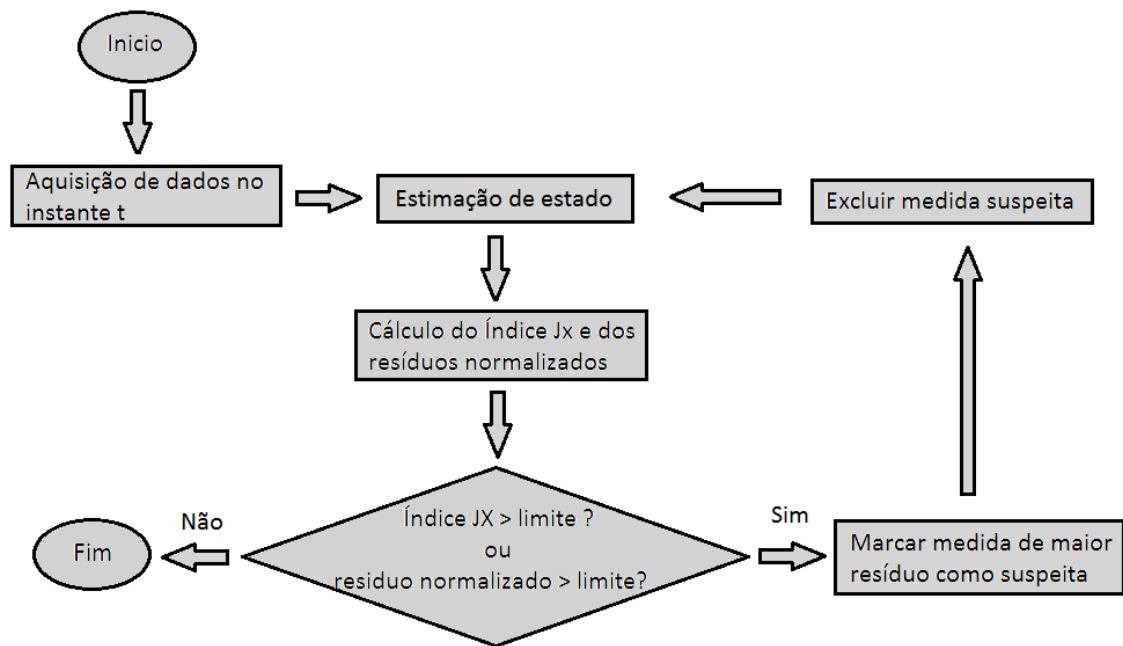 Inicio
Aquisição de dados no
instante t
Estimação de estado
Excluir medida suspeita
Cálculo do Índice Jx e dos
resíduos normalizados
Não
Índice JX > limite ?
ou
residuo normalizado > limite?
Sim
Fim
Marcar medida de maior
resíduo como suspeita